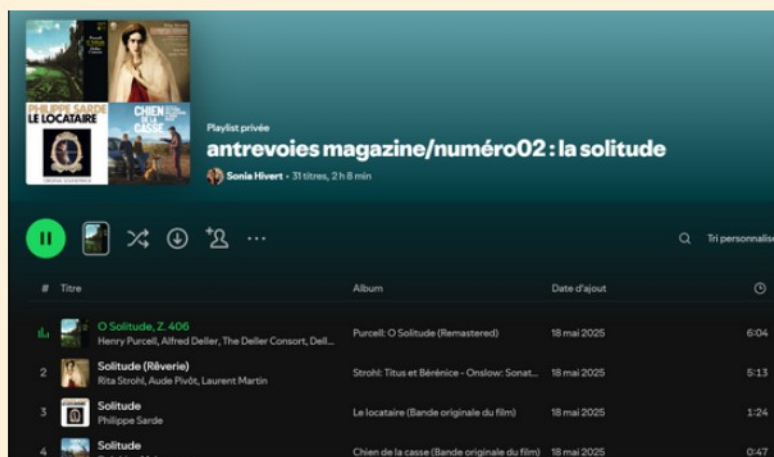 PHILIPPE SARDE
LE LOCATAIRE
CHIEN
DE LA
CASSE
Playlist privée
antrevoies magazine/numéro02 : la solitude
Sonia Hivert • 31 titres, 2 h 8 min
Tri personnalisé
# Titre Album Date d'ajout
O Solitude, Z. 406
Henry Purcell, Alfred Deller, The Deller Consort, Dell... Purcell: O Solitude (Remastered) 18 mai 2025 6:04
2 Solitude (Rêverie)
Rita Strohl, Aude Pivôt, Laurent Martin Strohl: Titus et Bérénice - Onslow: Sonat... 18 mai 2025 5:13
3 Solitude
Philippe Sarde Le locataire (Bande originale du film) 18 mai 2025 1:24
4 Solitude
Chien de la casse (Bande originale du film) 18 mai 2025 0:47